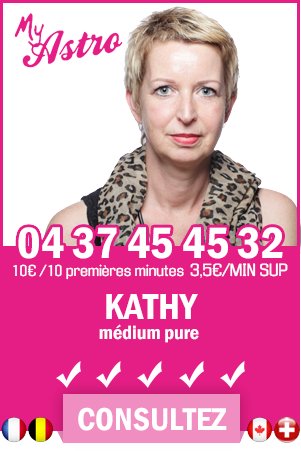 My
Astro
04 37 45 45 32
10€ /10 premières minutes 3,5€/MIN SUP
KATHY
médium pure
CONSULTEZ